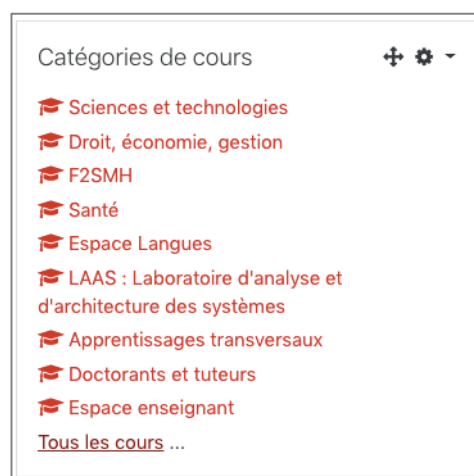 Catégories de cours
Sciences et technologies
Droit, économie, gestion
F2SMH
Santé
Espace Langues
LAAS : Laboratoire d'analyse et
d'architecture des systèmes
Apprentissages transversaux
Doctorants et tuteurs
Espace enseignant
Tous les cours ...